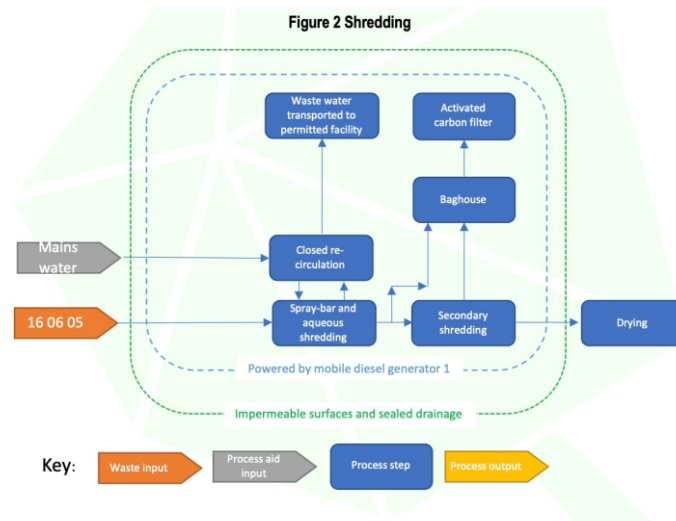 Figure 2 Shredding
Waste water
transported to
permitted facility
Activated
carbon filter
Baghouse
Mains
water
Closed re-
circulation
16 06 05
Spray-bar and
aqueous
shredding
Secondary
shredding
Drying
Powered by mobile diesel generator 1
Impermeable surfaces and sealed drainage
Key:
Waste input
Process aid
input
Process step
Process output